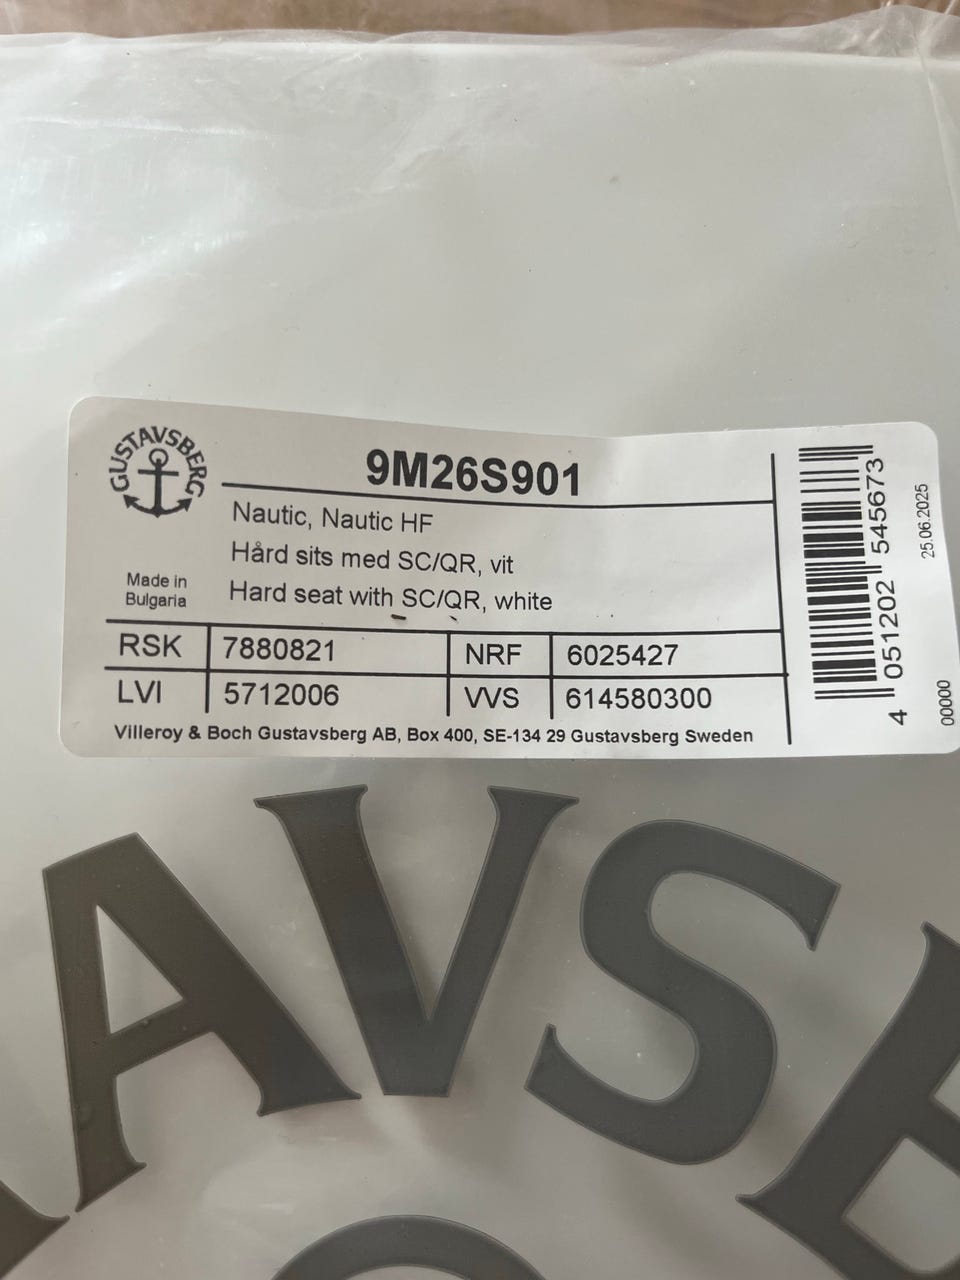 GUSTAVSBERG
9M26S901
Nautic, Nautic HF
Hård sits med SC/QR, vit
Hard seat with SC/QR, white
Made in
Bulgaria
RSK 7880821 NRF 6025427
LVI 5712006 VVS 614580300
Villeroy & Boch Gustavsberg AB, Box 400, SE-134 29 Gustavsberg Sweden
4 051202 545673
25.06.2025
00000
AVSB